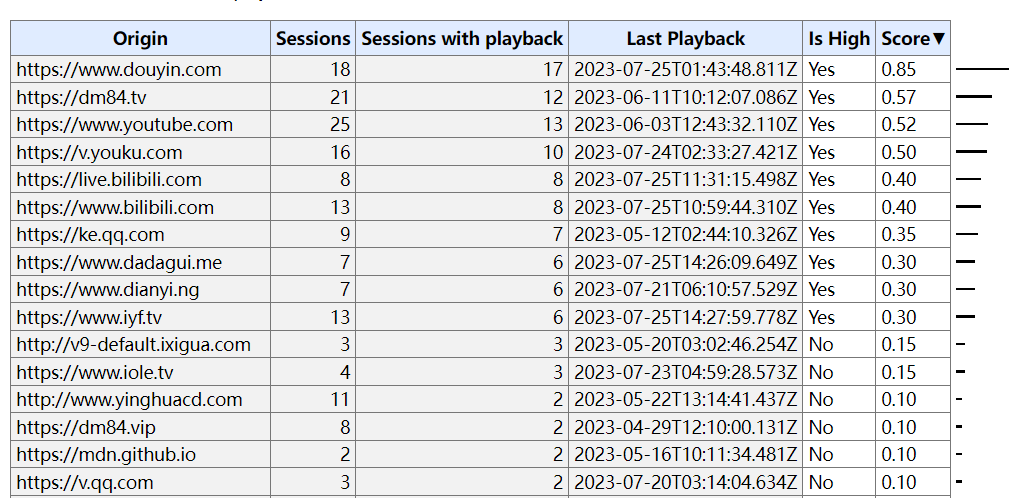 Origin Sessions Sessions with playback Last Playback Is High Score▼
https://www.douyin.com 18 17 2023-07-25T01:43:48.811Z Yes 0.85
https://dm84.tv 21 12 2023-06-11T10:12:07.086Z Yes 0.57
https://www.youtube.com 25 13 2023-06-03T12:43:32.110Z Yes 0.52
https://v.youku.com 16 10 2023-07-24T02:33:27.421Z Yes 0.50
https://live.bilibili.com 8 8 2023-07-25T11:31:15.498Z Yes 0.40
https://www.bilibili.com 13 8 2023-07-25T10:59:44.310Z Yes 0.40
https://ke.qq.com 9 7 2023-05-12T02:44:10.326Z Yes 0.35
https://www.dadagui.me 7 6 2023-07-25T14:26:09.649Z Yes 0.30
https://www.dianyi.ng 7 6 2023-07-21T06:10:57.529Z Yes 0.30
https://www.iyf.tv 13 6 2023-07-25T14:27:59.778Z Yes 0.30
http://v9-default.ixigua.com 3 3 2023-05-20T03:02:46.254Z No 0.15
https://www.iole.tv 4 3 2023-07-23T04:59:28.573Z No 0.15
http://www.yinghuacd.com 11 2 2023-05-22T13:14:41.437Z No 0.10
https://dm84.vip 8 2 2023-04-29T12:10:00.131Z No 0.10
https://mdn.github.io 2 2 2023-05-16T10:11:34.481Z No 0.10
https://v.qq.com 3 2 2023-07-20T03:14:04.634Z No 0.10